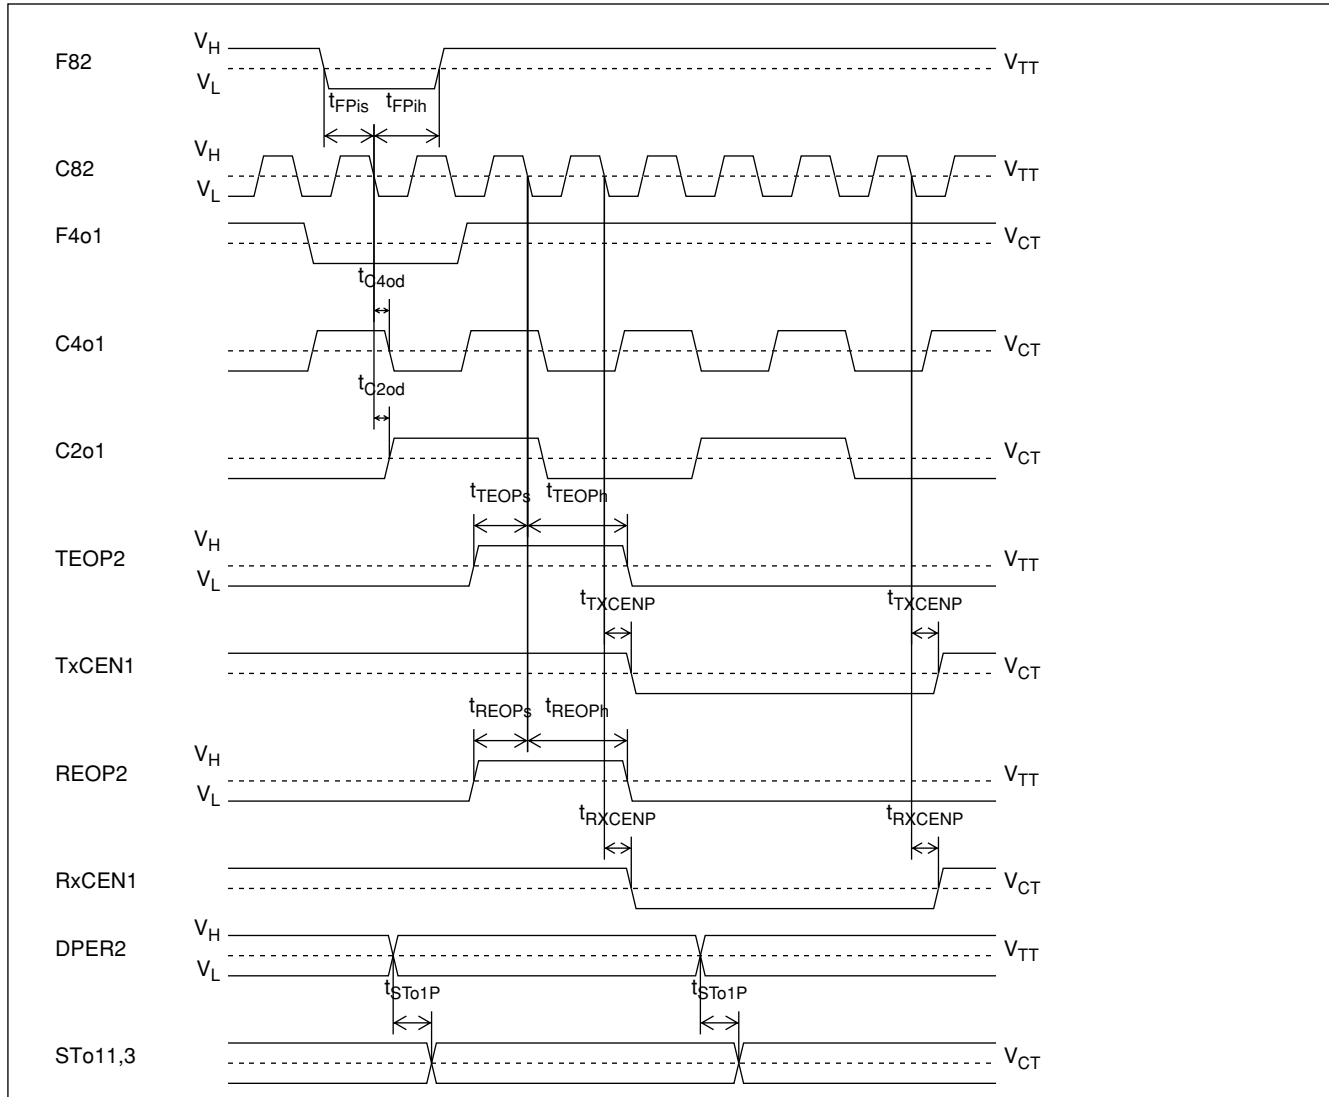 F82 V_H V_L V_TT
t_FPis t_FPih
C82 V_H V_L V_TT
F4o1 V_CT
t_C4od
C4o1 V_CT
t_C2od
C2o1 V_CT
t_TEOPs t_TEOPh
TEOP2 V_H V_L V_TT
t_TXCENP t_TXCENP
TxCEN1 V_CT
t_REOPs t_REOPh
REOP2 V_H V_L V_TT
t_RXCENP t_RXCENP
RxCEN1 V_CT
DPER2 V_H V_L V_TT
t_STo1P t_STo1P
STo11,3 V_CT